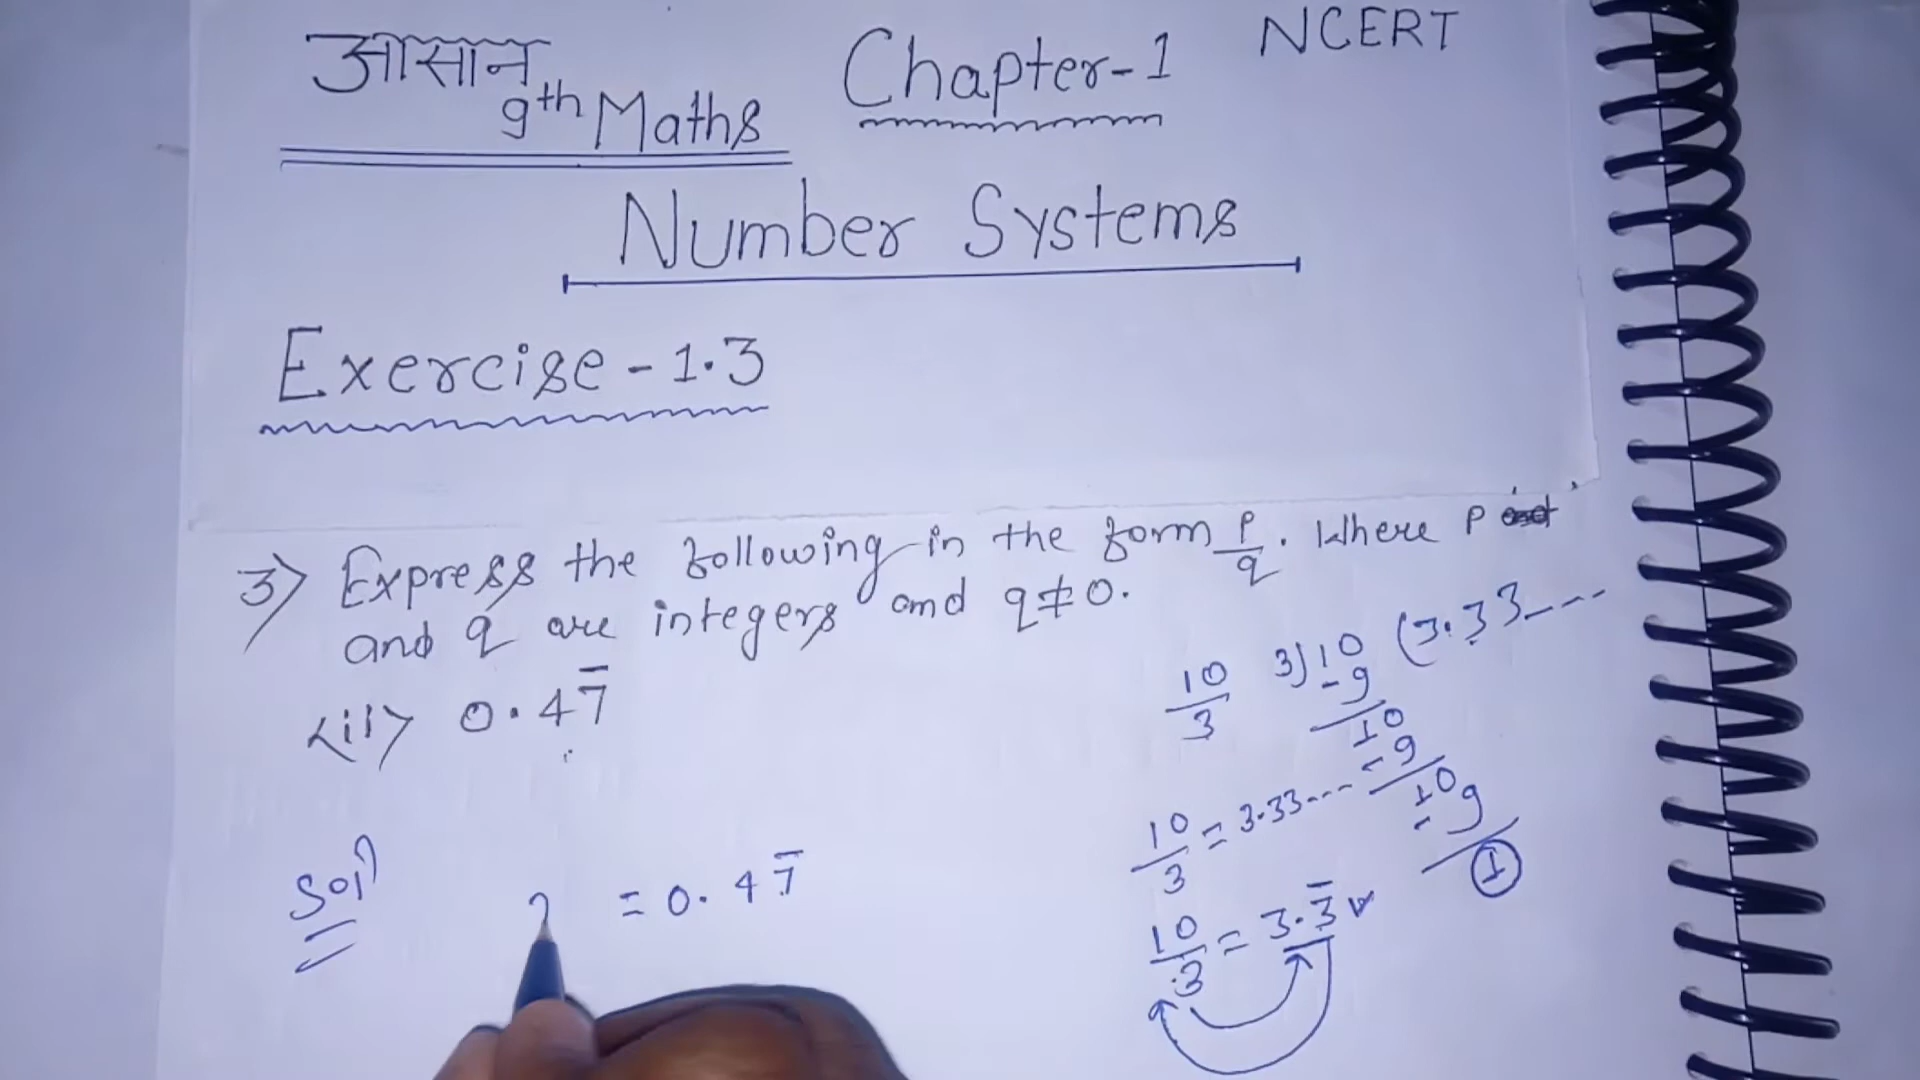 आसान
9th Maths
Chapter-1
NCERT
Number Systems
Exercise-1.3
3) Express the following in the form p/q. Where p
and q are integers and q≠0.
<ii> 0.47̅
10/3
3)10(3.33---
-9
10
-9
10
-9
1
10/3 = 3.33---
10/3 = 3.3̅
Sol
= 0.47̅